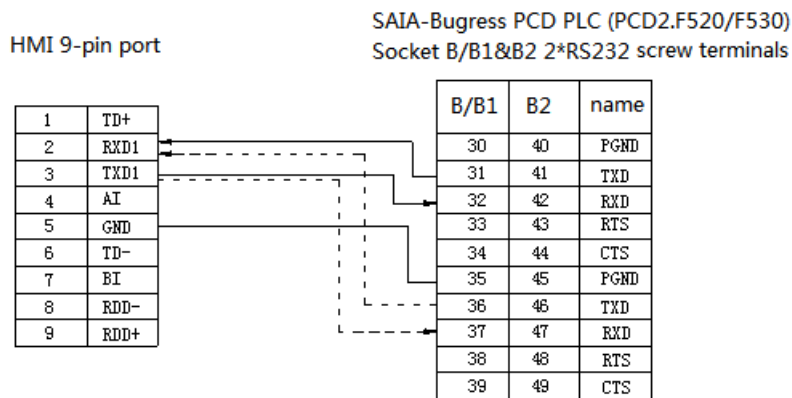 SAIA-Bugress PCD PLC (PCD2.F520/F530)
HMI 9-pin port
Socket B/B1&B2 2*RS232 screw terminals
B/B1 B2 name
1 TD+
2 RXD1
3 TXD1
4 AI
5 GND
6 TD-
7 BI
8 RDD-
9 RDD+
30 40 PGND
31 41 TXD
32 42 RXD
33 43 RTS
34 44 CTS
35 45 PGND
36 46 TXD
37 47 RXD
38 48 RTS
39 49 CTS